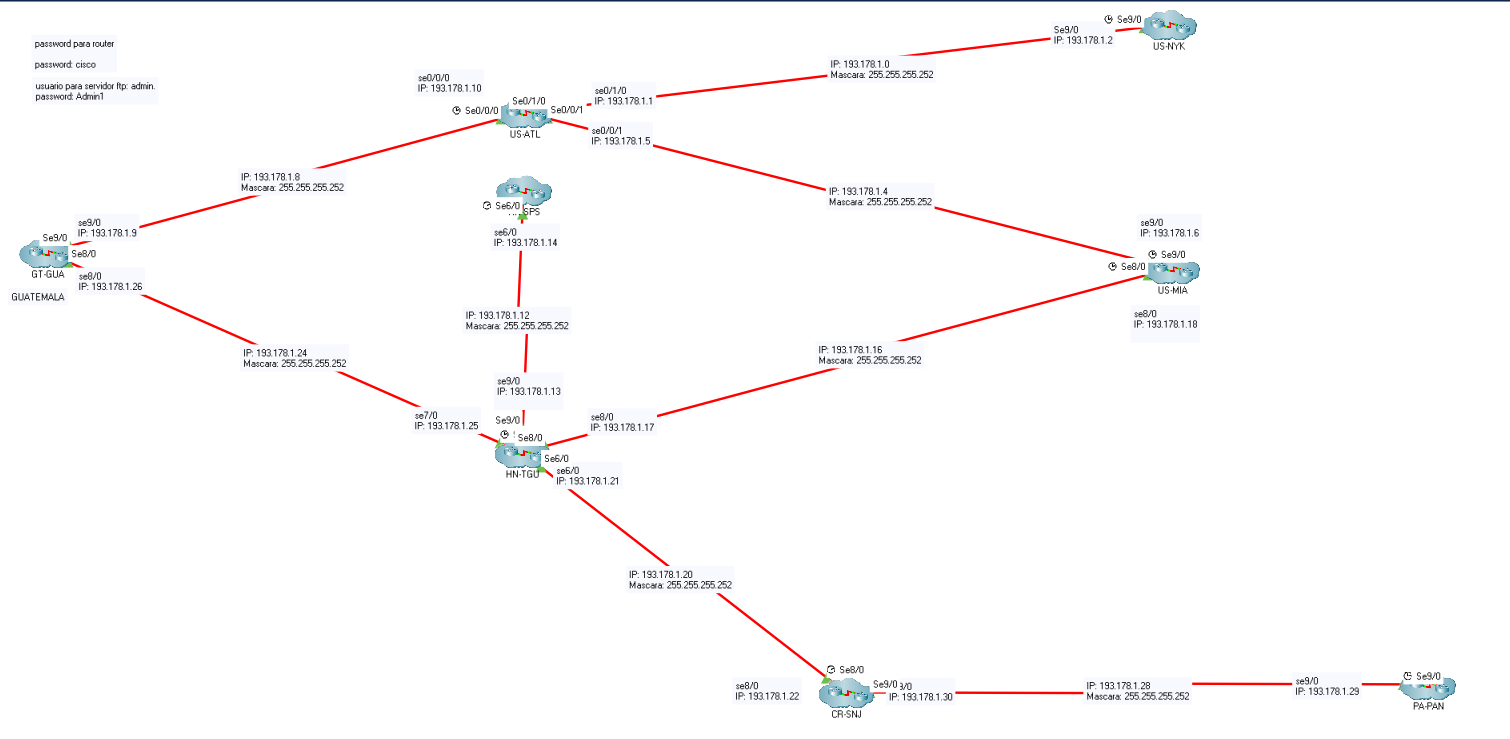 password para router
password: cisco
usuario para servidor ftp: admin.
password: Admin1
Se9/0
Se9/0
IP: 193.178.1.2
US-NYK
IP: 193.178.1.0
Mascara: 255.255.255.252
se0/0/0
IP: 193.178.1.10
se0/1/0
IP: 193.178.1.1
Se0/1/0
Se0/0/0
Se0/0/1
US-ATL
se0/0/1
IP: 193.178.1.5
IP: 193.178.1.8
Mascara: 255.255.255.252
IP: 193.178.1.4
Mascara: 255.255.255.252
Se6/0
SPS
se6/0
IP: 193.178.1.14
se9/0
IP: 193.178.1.9
Se9/0
Se8/0
GT-GUA
se8/0
IP: 193.178.1.26
GUATEMALA
se9/0
IP: 193.178.1.6
Se9/0
Se8/0
US-MIA
se8/0
IP: 193.178.1.18
IP: 193.178.1.12
Mascara: 255.255.255.252
IP: 193.178.1.24
Mascara: 255.255.255.252
IP: 193.178.1.16
Mascara: 255.255.255.252
se9/0
IP: 193.178.1.13
se7/0
IP: 193.178.1.25
se8/0
IP: 193.178.1.17
Se9/0
Se8/0
Se6/0
HN-TGU
se6/0
IP: 193.178.1.21
IP: 193.178.1.20
Mascara: 255.255.255.252
Se8/0
se8/0
IP: 193.178.1.22
Se9/0
IP: 193.178.1.30
CR-SNJ
IP: 193.178.1.28
Mascara: 255.255.255.252
se9/0
IP: 193.178.1.29
Se9/0
PA-PAN